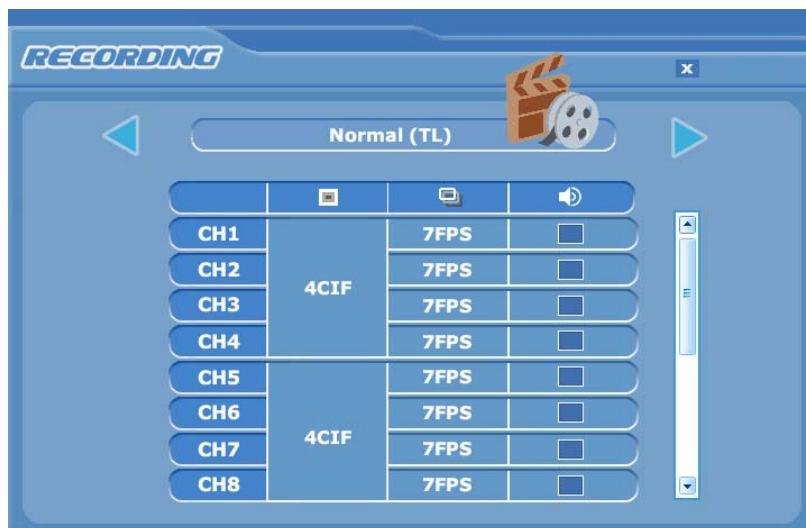 RECORDING
X
Normal (TL)
CH1 7FPS
CH2 7FPS
4CIF
CH3 7FPS
CH4 7FPS
CH5 7FPS
CH6 7FPS
4CIF
CH7 7FPS
CH8 7FPS